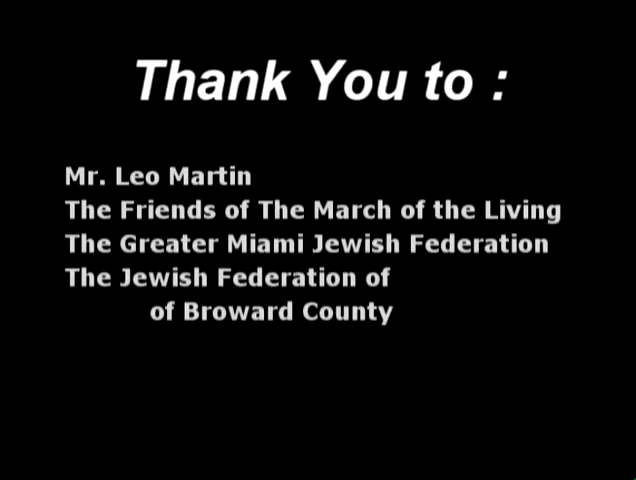 Thank You to :
Mr. Leo Martin
The Friends of The March of the Living
The Greater Miami Jewish Federation
The Jewish Federation of
of Broward County